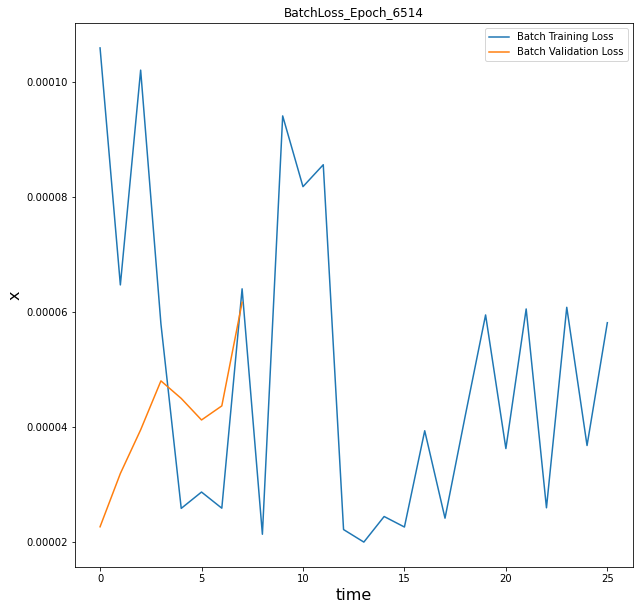 BatchLoss_Epoch_6514
Batch Training Loss
Batch Validation Loss
0.00010
0.00008
0.00006
0.00004
0.00002
x
0 5 10 15 20 25
time